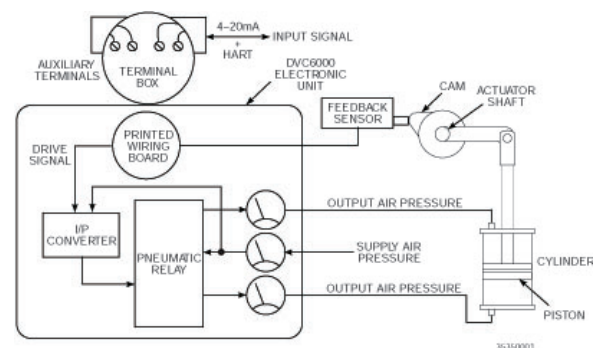 4–20mA
+
HART
INPUT SIGNAL
AUXILIARY
TERMINALS
TERMINAL
BOX
DVC6000
ELECTRONIC
UNIT
FEEDBACK
SENSOR
CAM
ACTUATOR
SHAFT
PRINTED
WIRING
BOARD
DRIVE
SIGNAL
I/P
CONVERTER
PNEUMATIC
RELAY
OUTPUT AIR PRESSURE
SUPPLY AIR
PRESSURE
OUTPUT AIR PRESSURE
CYLINDER
PISTON